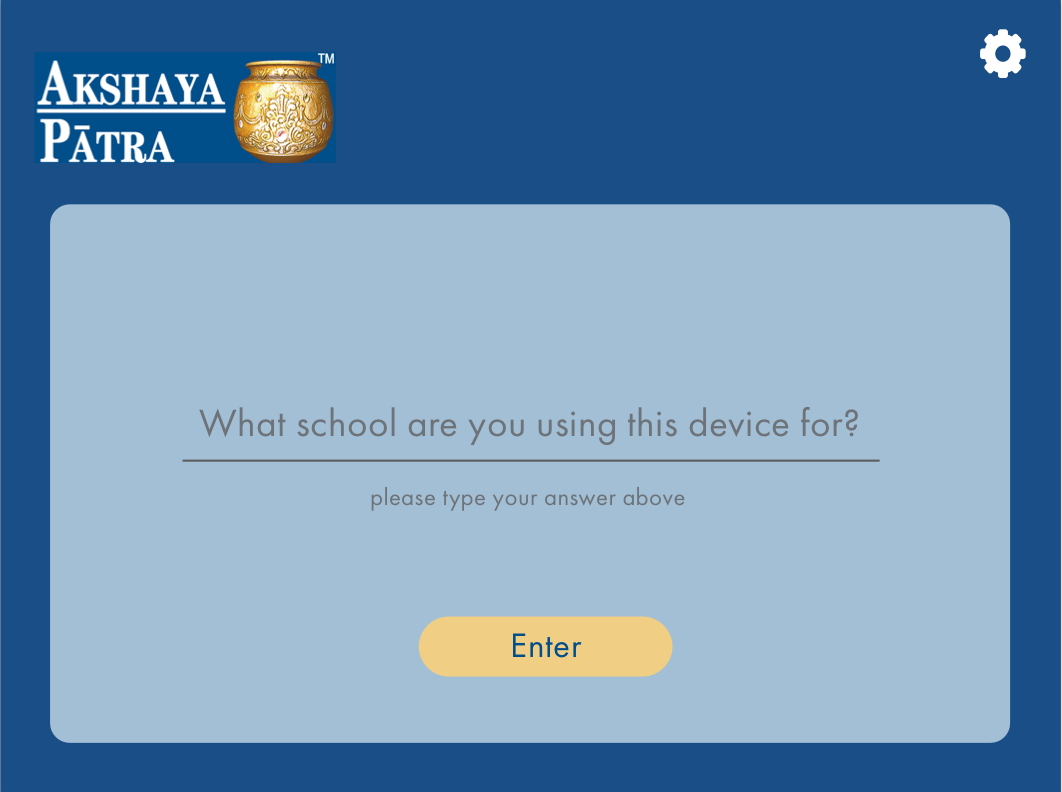 AKSHAYA
PĀTRA
TM
What school are you using this device for?
please type your answer above
Enter